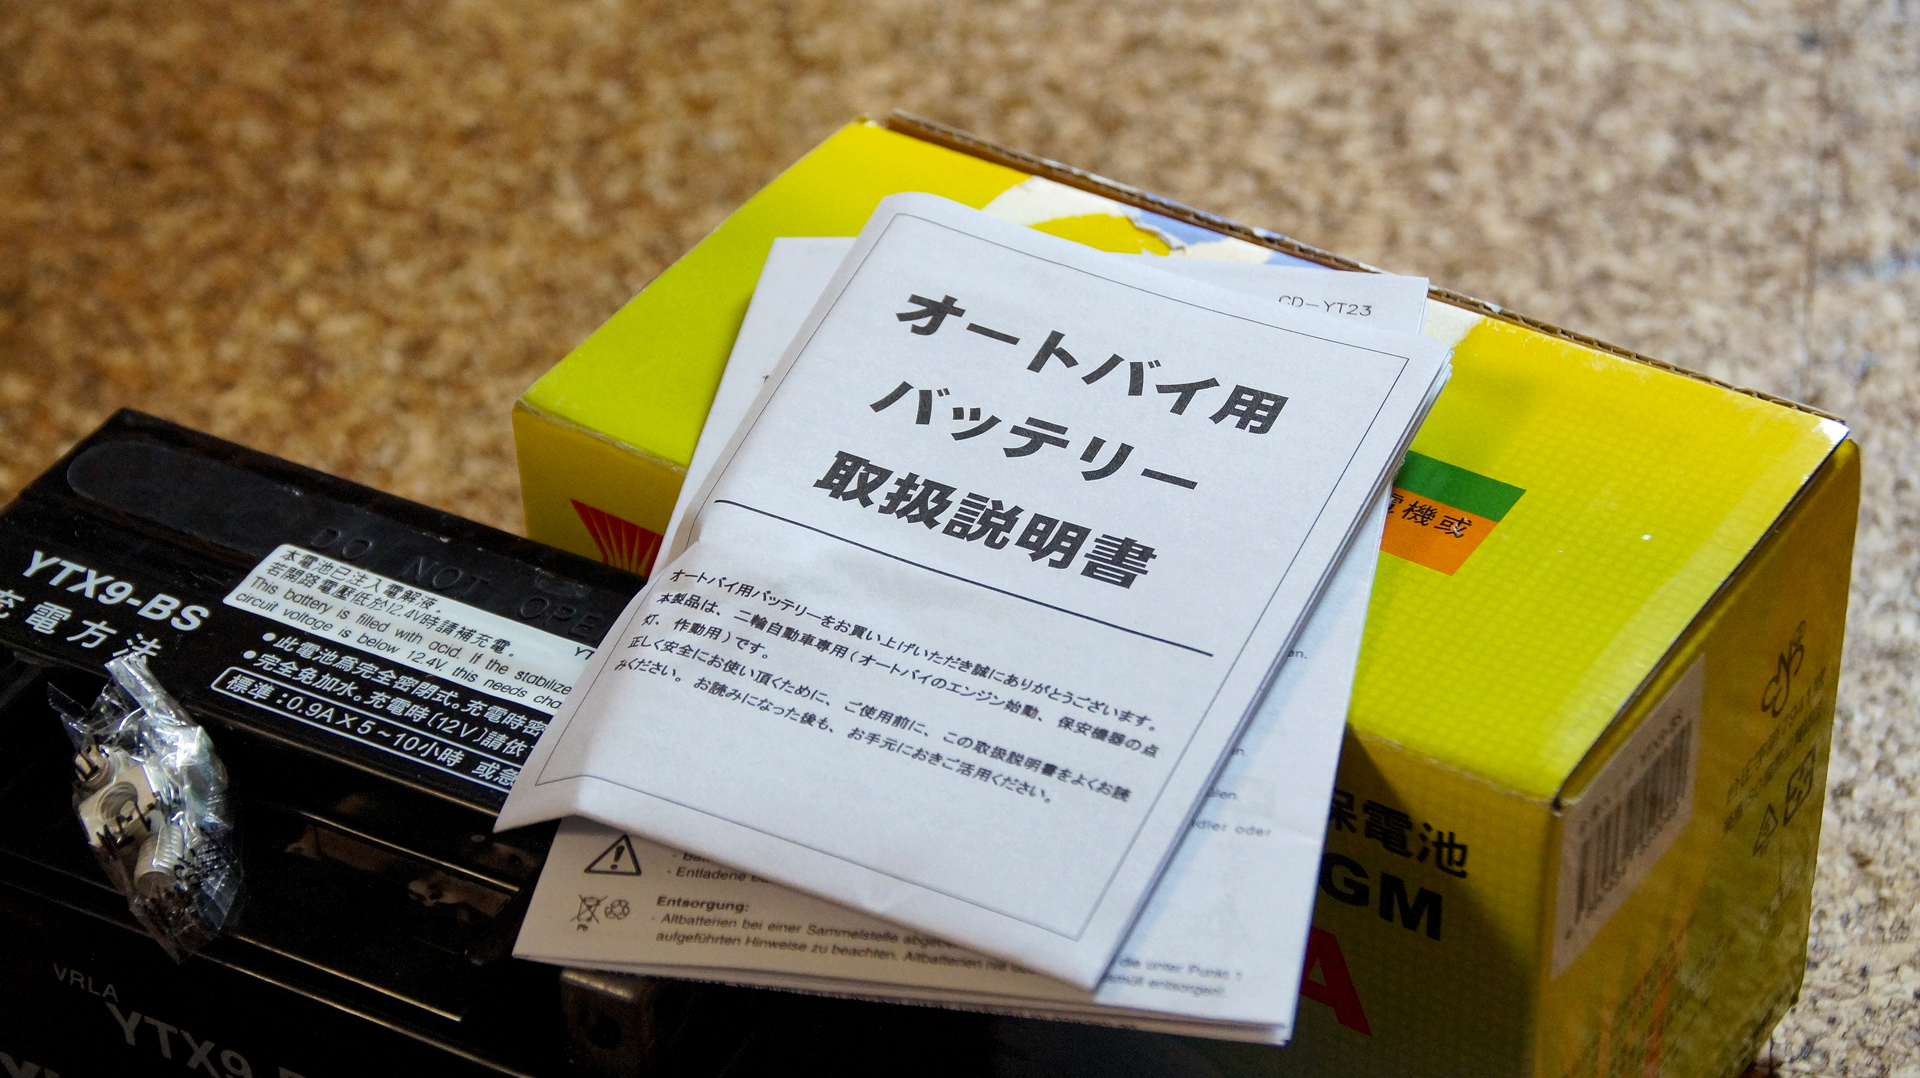 CD-YT23
オートバイ用
バッテリー
取扱説明書
オートバイ用バッテリーをお買い上げいただき誠にありがとうございます。
本製品は、二輪自動車専用(オートバイのエンジン始動、保安機器の点
灯、作動用)です。
正しく安全にお使い頂くために、ご使用前に、この取扱説明書をよくお読
みください。お読みになった後も、お手元におきご活用ください。
DO NOT OPE
YTX9-BS
充電方法
本電池已注入電解液。
若開路電壓低於12.4V時請補充電。
This battery is filled with acid. If the stabilize
circuit voltage is below 12.4V, this needs cha
YT
•此電池為完全密閉式。充電時密
•完全免加水。充電時(12V)請依
標準:0.9A×5~10小時 或急
VRLA
YTX9-
- Entladene
Entsorgung:
- Altbatterien bei einer Sammelstelle abgebe
aufgeführten Hinweise zu beachten. Altbatterien
die unter Punkt 1
entsorgen!
dler oder
電機或
保電池
GM
A